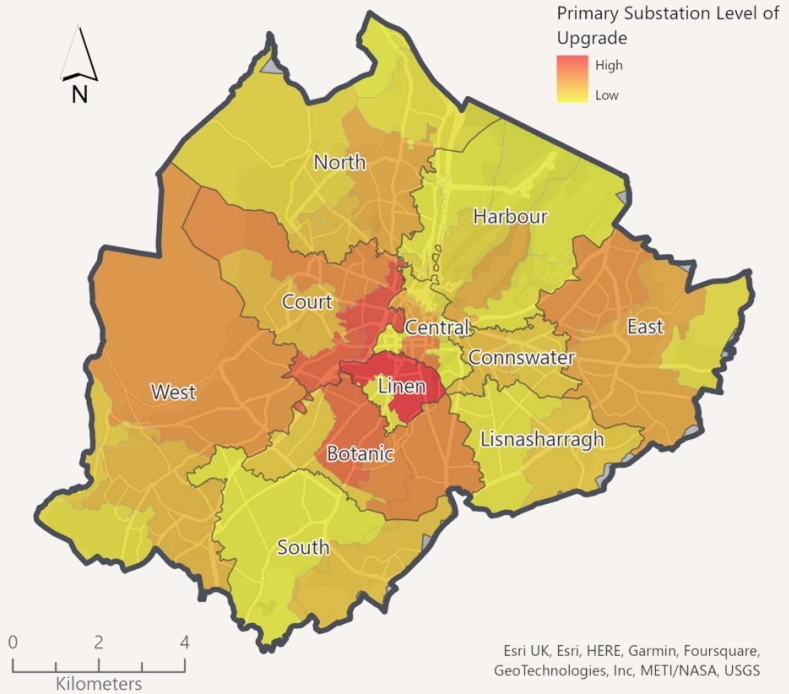 Primary Substation Level of
Upgrade
High
Low
N
North
Harbour
Court
Central
East
Connswater
West
Linen
Lisnasharragh
Botanic
South
0 2 4
Kilometers
Esri UK, Esri, HERE, Garmin, Foursquare,
GeoTechnologies, Inc, METI/NASA, USGS